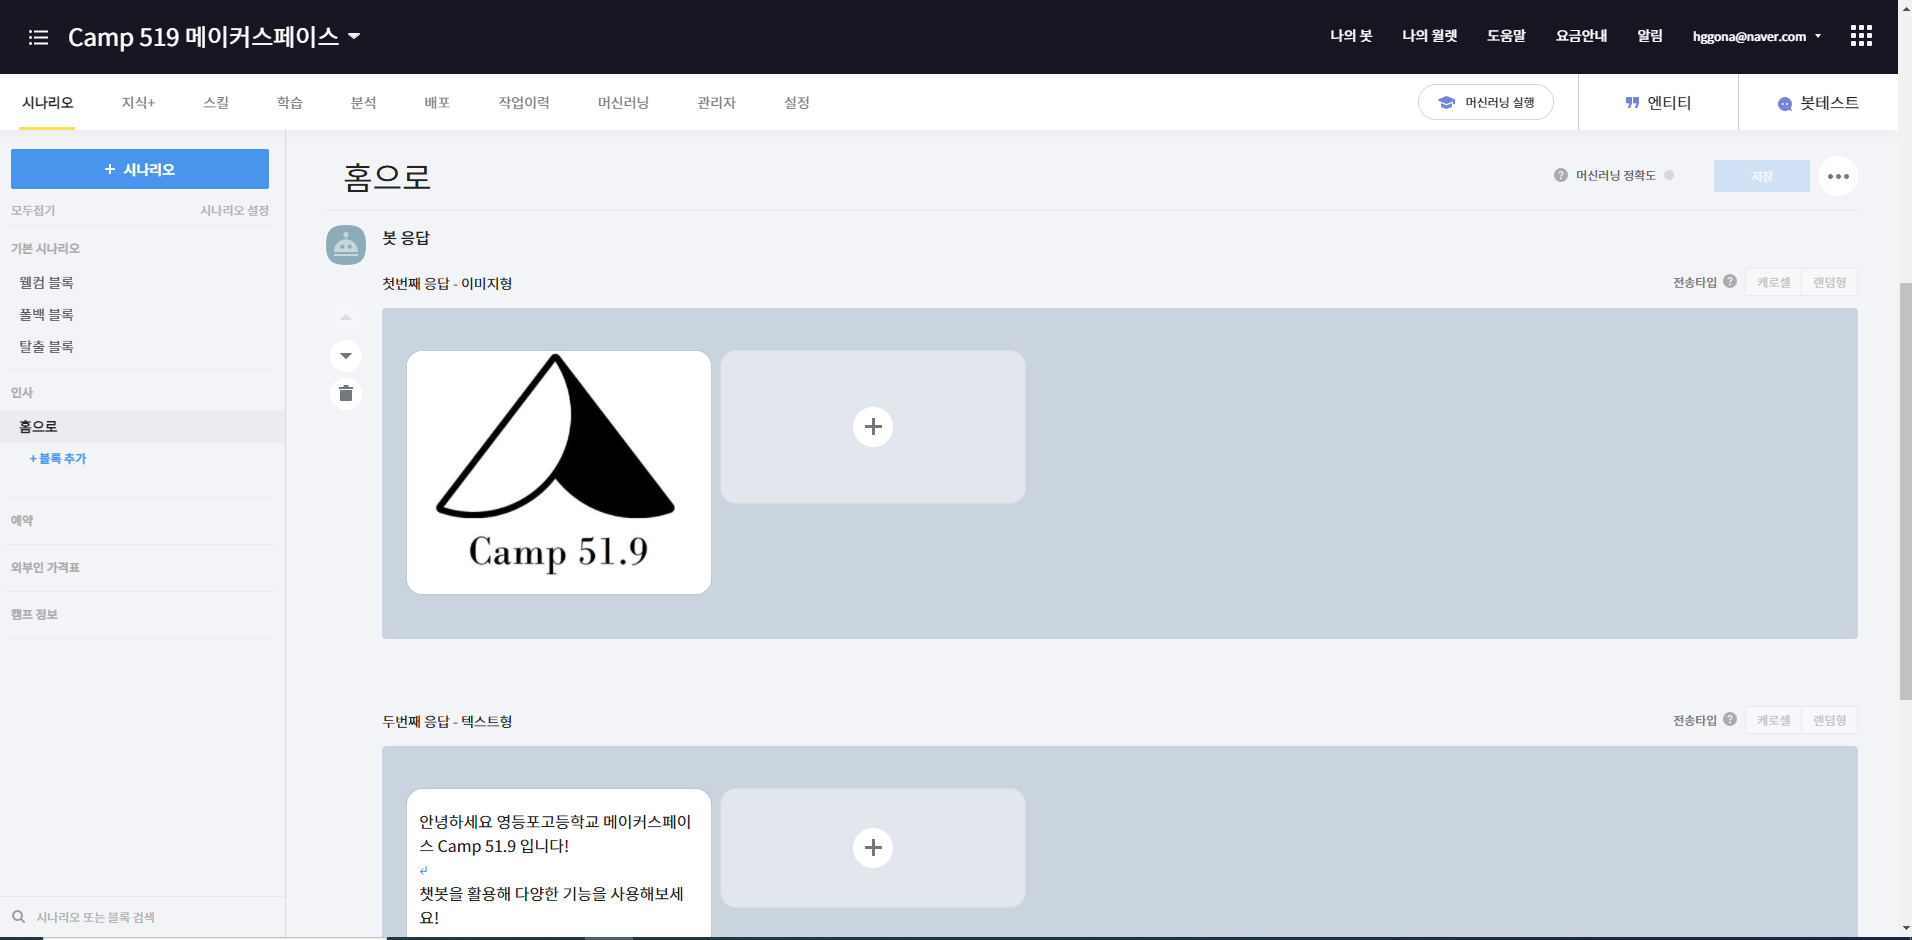 Camp 519 메이커스페이스
나의 봇 나의 월렛 도움말 요금안내 알림 hggona@naver.com
시나리오 지식+ 스킬 학습 분석 배포 작업이력 머신러닝 관리자 설정
머신러닝 실행 엔티티 봇테스트
+ 시나리오
모두접기 시나리오 설정
기본 시나리오
웰컴 블록
폴백 블록
탈출 블록
인사
홈으로
+ 블록 추가
예약
외부인 가격표
캠프 정보
시나리오 또는 블록 검색
홈으로
? 머신러닝 정확도 저장
봇 응답
첫번째 응답 - 이미지형
전송타입 ? 케로셀 랜덤형
Camp 51.9
두번째 응답 - 텍스트형
전송타입 ? 케로셀 랜덤형
안녕하세요 영등포고등학교 메이커스페이
스 Camp 51.9 입니다!
챗봇을 활용해 다양한 기능을 사용해보세
요!